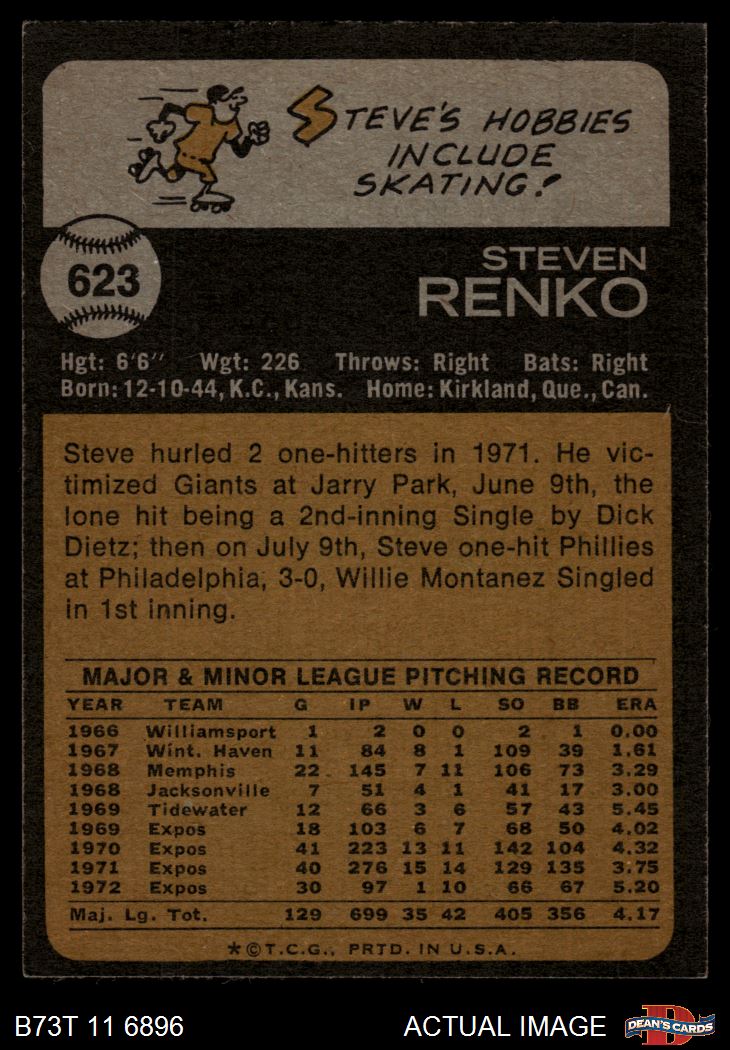 STEVE'S HOBBIES
INCLUDE
SKATING!
623
STEVEN
RENKO
Hgt: 6'6" Wgt: 226 Throws: Right Bats: Right
Born: 12-10-44, K.C., Kans. Home: Kirkland, Que., Can.
Steve hurled 2 one-hitters in 1971. He vic-
timized Giants at Jarry Park, June 9th, the
lone hit being a 2nd-inning Single by Dick
Dietz; then on July 9th, Steve one-hit Phillies
at Philadelphia, 3-0, Willie Montanez Singled
in 1st inning.
MAJOR & MINOR LEAGUE PITCHING RECORD
YEAR TEAM G IP W L SO BB ERA
1966 Williamsport 1 2 0 0 2 1 0.00
1967 Wint. Haven 11 84 8 1 109 39 1.61
1968 Memphis 22 145 7 11 106 73 3.29
1968 Jacksonville 7 51 4 1 41 17 3.00
1969 Tidewater 12 66 3 6 57 43 5.45
1969 Expos 18 103 6 7 68 50 4.02
1970 Expos 41 223 13 11 142 104 4.32
1971 Expos 40 276 15 14 129 135 3.75
1972 Expos 30 97 1 10 66 67 5.20
Maj. Lg. Tot. 129 699 35 42 405 356 4.17
*©T.C.G., PRTD. IN U.S.A.
B73T 11 6896 ACTUAL IMAGE D DEAN'S CARDS